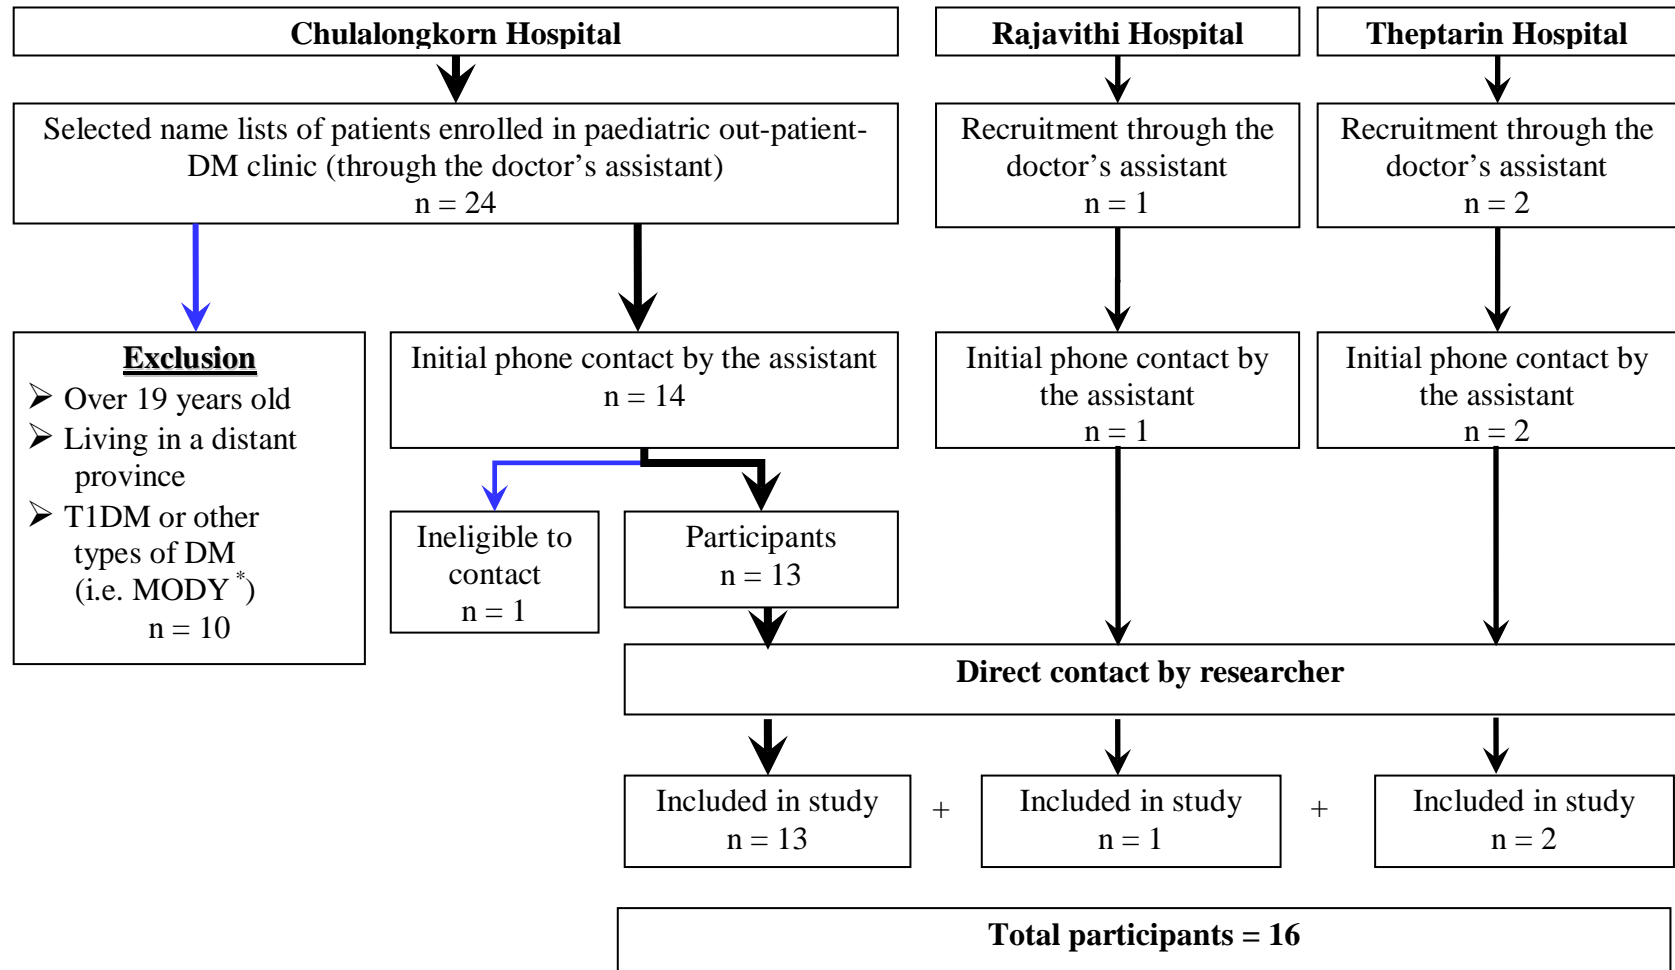 Chulalongkorn Hospital
Rajavithi Hospital
Theptarin Hospital
Selected name lists of patients enrolled in paediatric out-patient-
DM clinic (through the doctor’s assistant)
n = 24
Recruitment through the
doctor’s assistant
n = 1
Recruitment through the
doctor’s assistant
n = 2
Exclusion
➢ Over 19 years old
➢ Living in a distant
province
➢ T1DM or other
types of DM
(i.e. MODY *)
n = 10
Initial phone contact by the assistant
n = 14
Initial phone contact by
the assistant
n = 1
Initial phone contact by
the assistant
n = 2
Ineligible to
contact
n = 1
Participants
n = 13
Direct contact by researcher
Included in study
n = 13
+
Included in study
n = 1
+
Included in study
n = 2
Total participants = 16